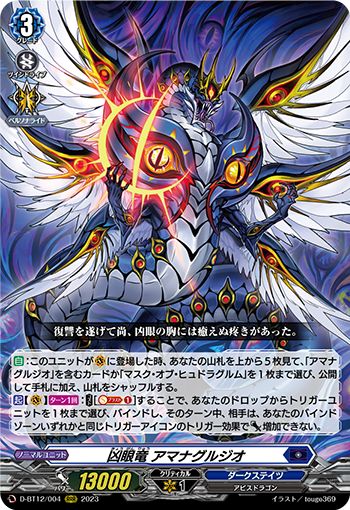 3
グレード
ツインドライブ
ペルソナライド
復讐を遂げて尚、凶眼の胸には癒えぬ疼きがあった。
自：このユニットがⓋに登場した時、あなたの山札を上から５枚見て、「アマナ
グルジオ」を含むカードか「マスク・オブ・ヒュドラグルム」を１枚まで選び、公開
して手札に加え、山札をシャッフルする。
起【Ⓥ】【ターン1回】：【①】することで、あなたのドロップからトリガーユ
ニットを１枚まで選び、バインドし、そのターン中、相手は、あなたのバインド
ゾーンいずれかと同じトリガーアイコンのトリガー効果で増加できない。
ノーマルユニット
凶眼竜 アマナグルジオ
パワー
13000
クリティカル
1
ダークステイツ
アビスドラゴン
D-BT12/004 RRR 2023
イラスト／ tougo369